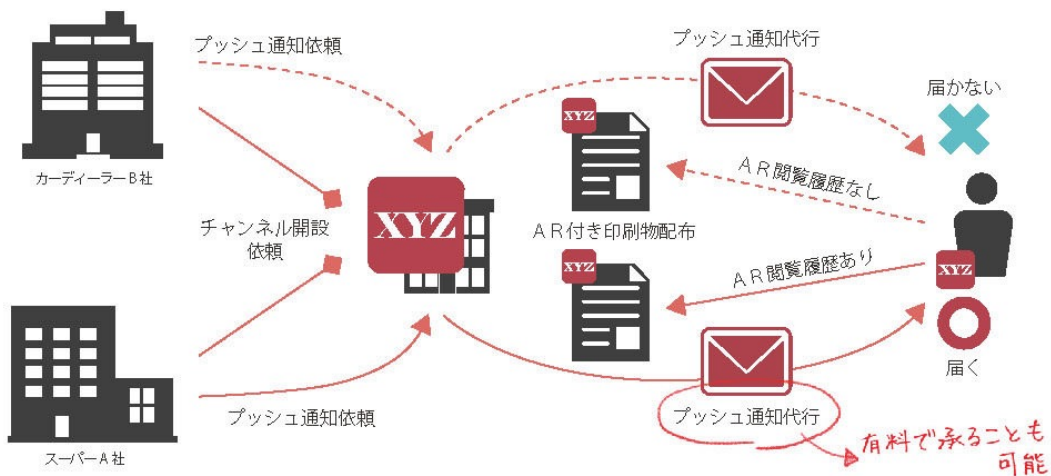 プッシュ通知依頼
プッシュ通知代行
届かない
カーディーラーB社
XYZ
AR閲覧履歴なし
チャンネル開設
依頼
XYZ
AR付き印刷物配布
XYZ
AR閲覧履歴あり
XYZ
届く
プッシュ通知依頼
プッシュ通知代行
スーパーA社
有料で承ることも
可能